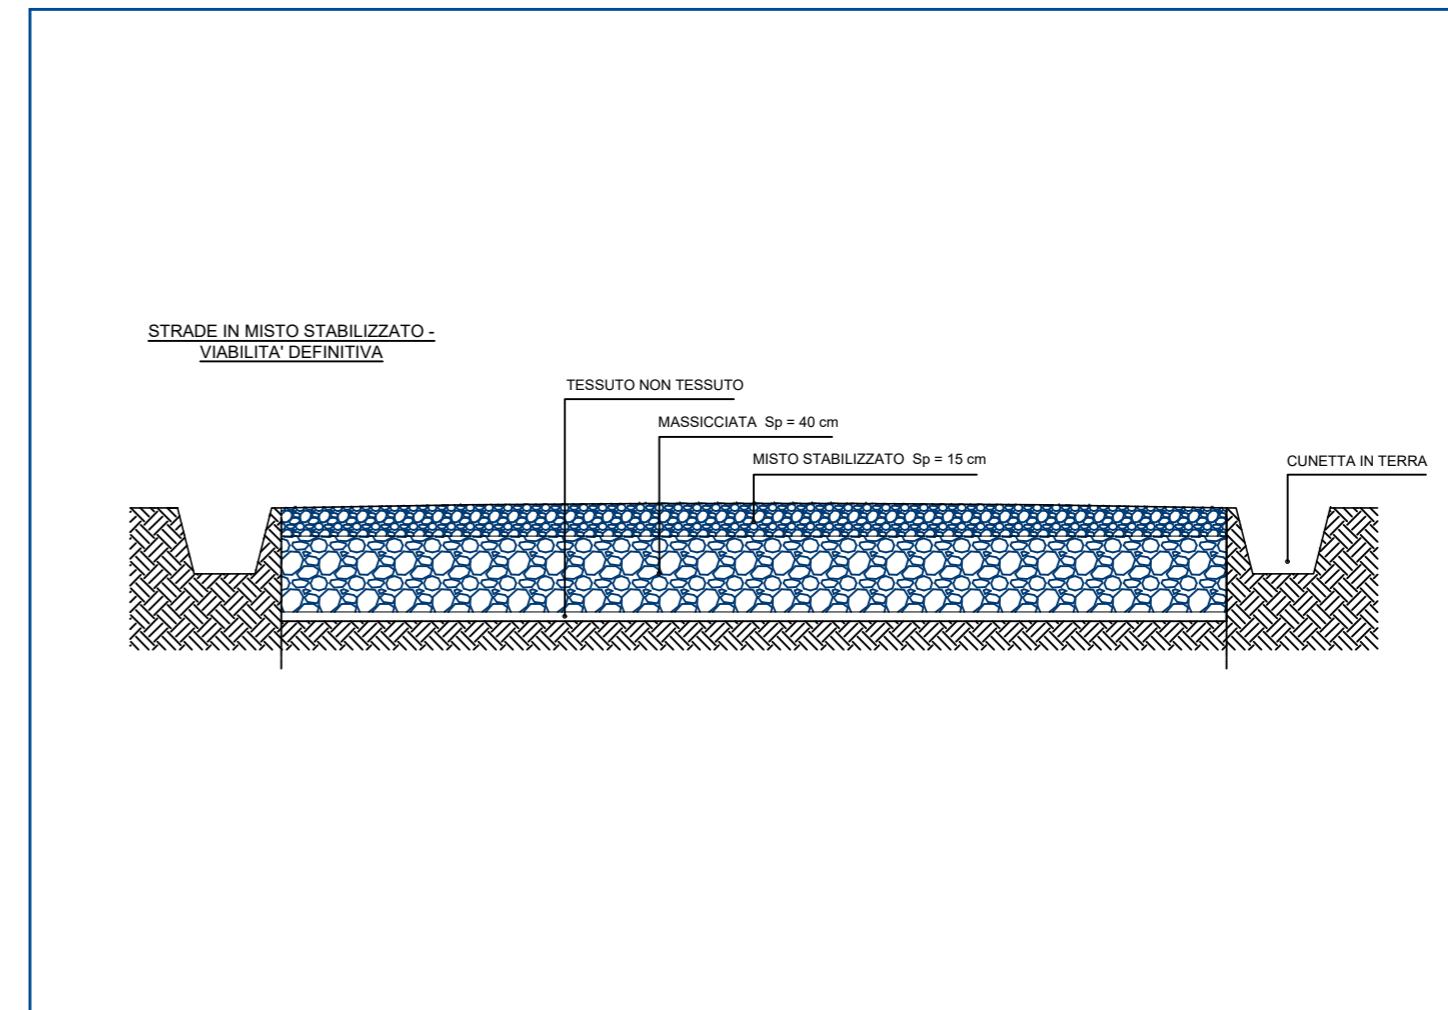 STRADE IN MISTO STABILIZZATO -
VIABILITA' DEFINITIVA
TESSUTO NON TESSUTO
MASSICCIATA Sp = 40 cm
MISTO STABILIZZATO Sp = 15 cm
CUNETTA IN TERRA